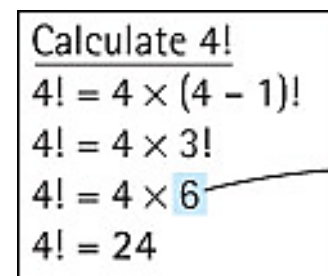 Calculate 4!
4! = 4 × (4 – 1)!
4! = 4 × 3!
4! = 4 × 6
4! = 24